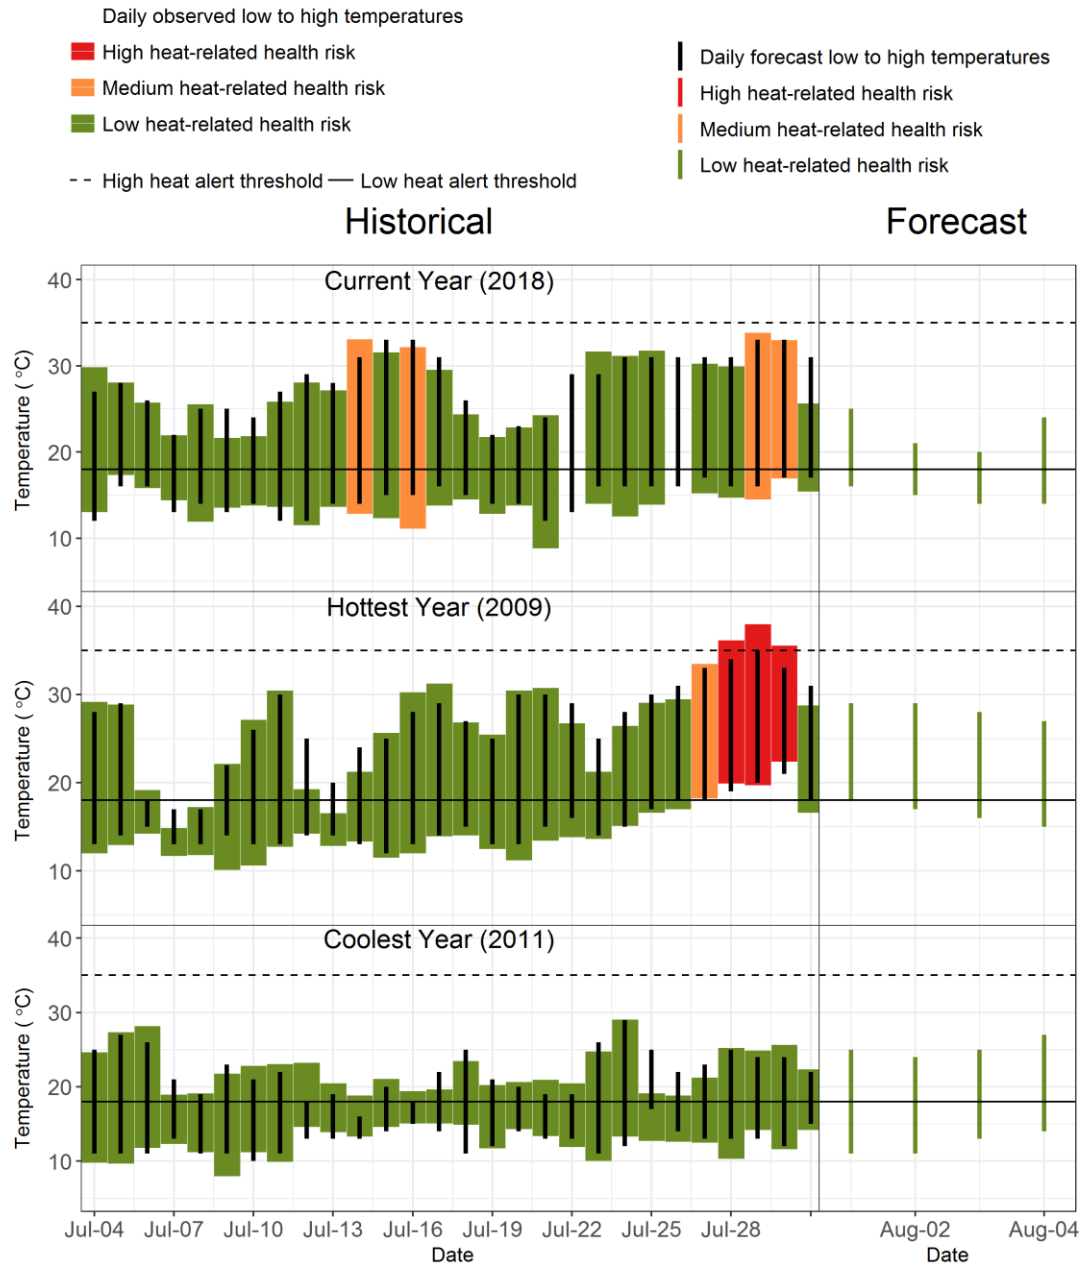 Daily observed low to high temperatures
High heat-related health risk
Medium heat-related health risk
Low heat-related health risk
High heat alert threshold Low heat alert threshold
Daily forecast low to high temperatures
High heat-related health risk
Medium heat-related health risk
Low heat-related health risk
Historical Forecast
Current Year (2018)
40
30
20
10
Temperature ( °C)
Hottest Year (2009)
40
30
20
10
Temperature ( °C)
Coolest Year (2011)
40
30
20
10
Temperature ( °C)
Jul-04 Jul-07 Jul-10 Jul-13 Jul-16 Jul-19 Jul-22 Jul-25 Jul-28 Aug-02 Aug-04
Date Date